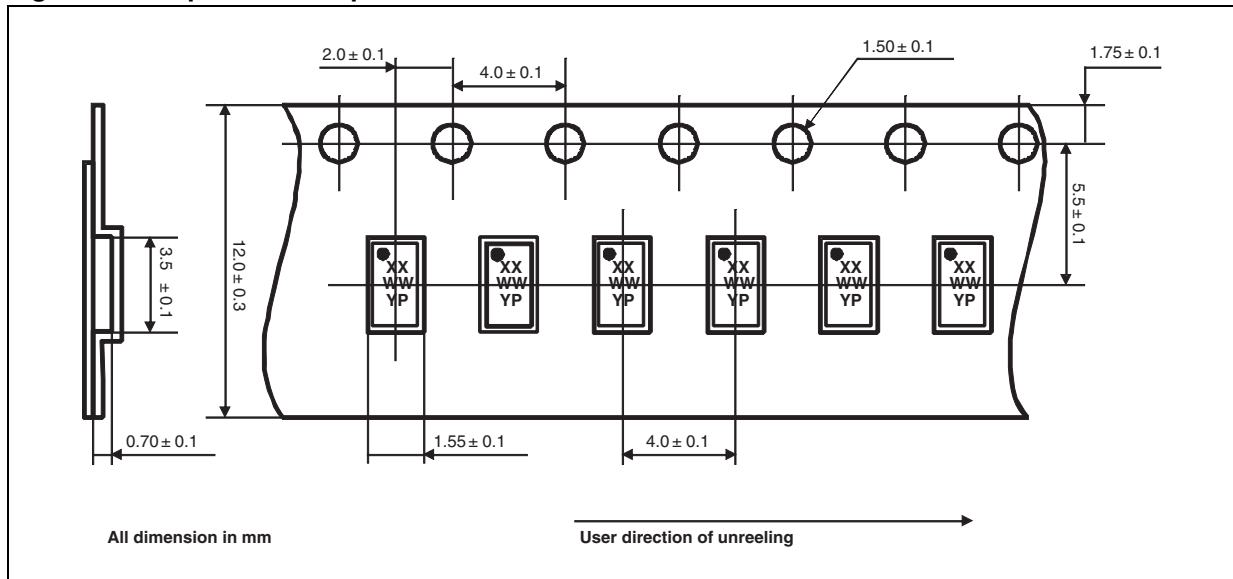 2.0 ± 0.1
4.0 ± 0.1
1.50 ± 0.1
1.75 ± 0.1
5.5 ± 0.1
12.0 ± 0.3
3.5 ± 0.1
XX
WW
YP
XX
WW
YP
XX
WW
YP
XX
WW
YP
XX
WW
YP
XX
WW
YP
0.70 ± 0.1
1.55 ± 0.1
4.0 ± 0.1
All dimension in mm
User direction of unreeling